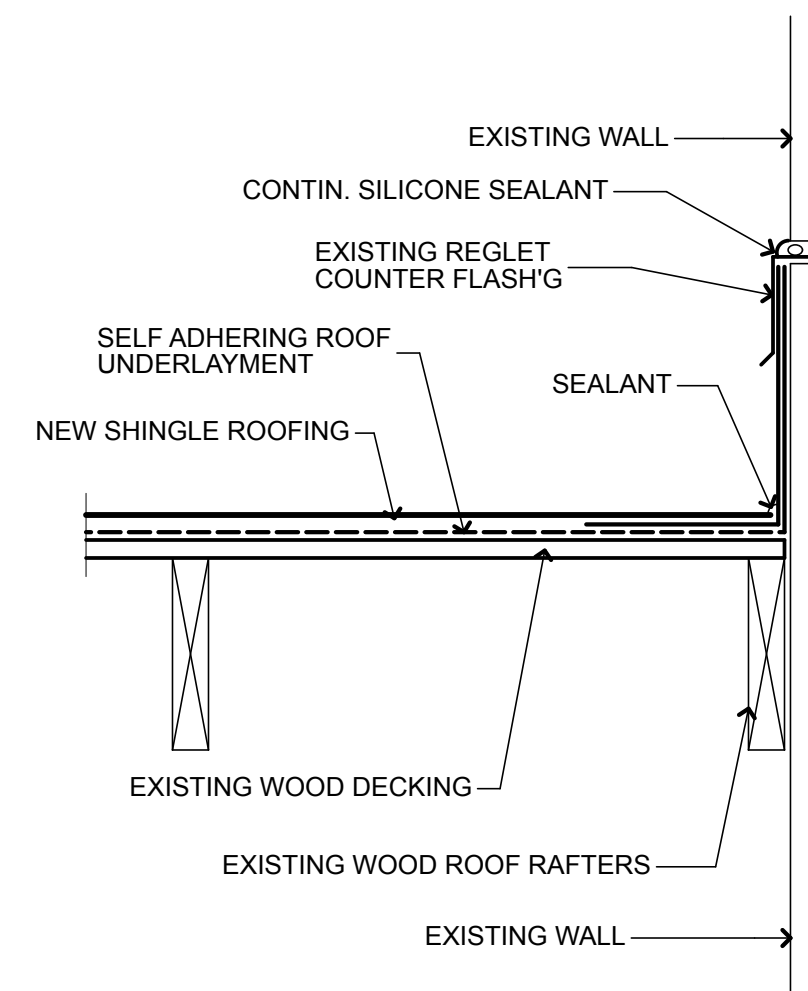 EXISTING WALL
CONTIN. SILICONE SEALANT
EXISTING REGLET
COUNTER FLASH'G
SELF ADHERING ROOF
UNDERLAYMENT
SEALANT
NEW SHINGLE ROOFING
EXISTING WOOD DECKING
EXISTING WOOD ROOF RAFTERS
EXISTING WALL